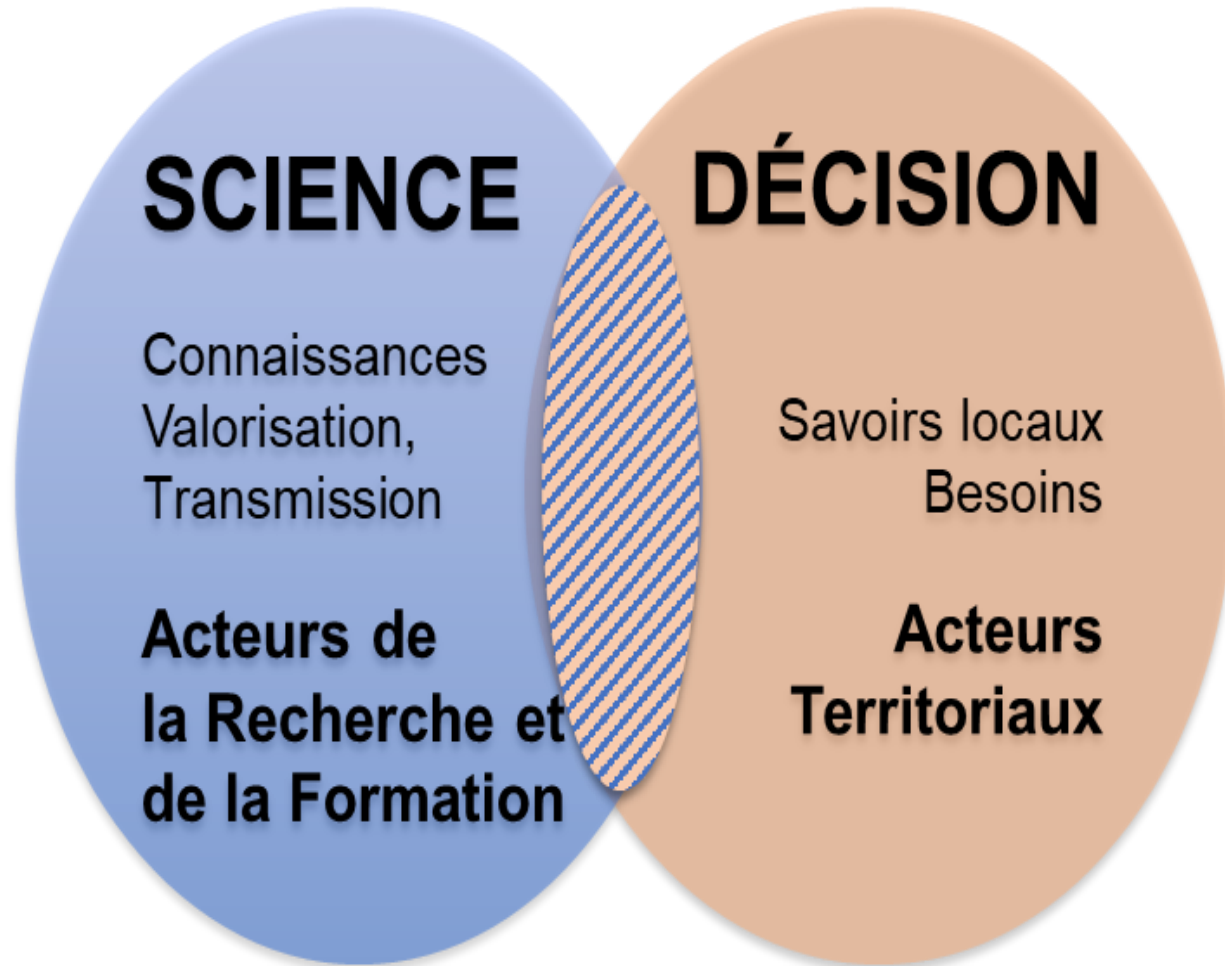 SCIENCE
Connaissances
Valorisation,
Transmission
Acteurs de
la Recherche et
de la Formation
DÉCISION
Savoirs locaux
Besoins
Acteurs
Territoriaux